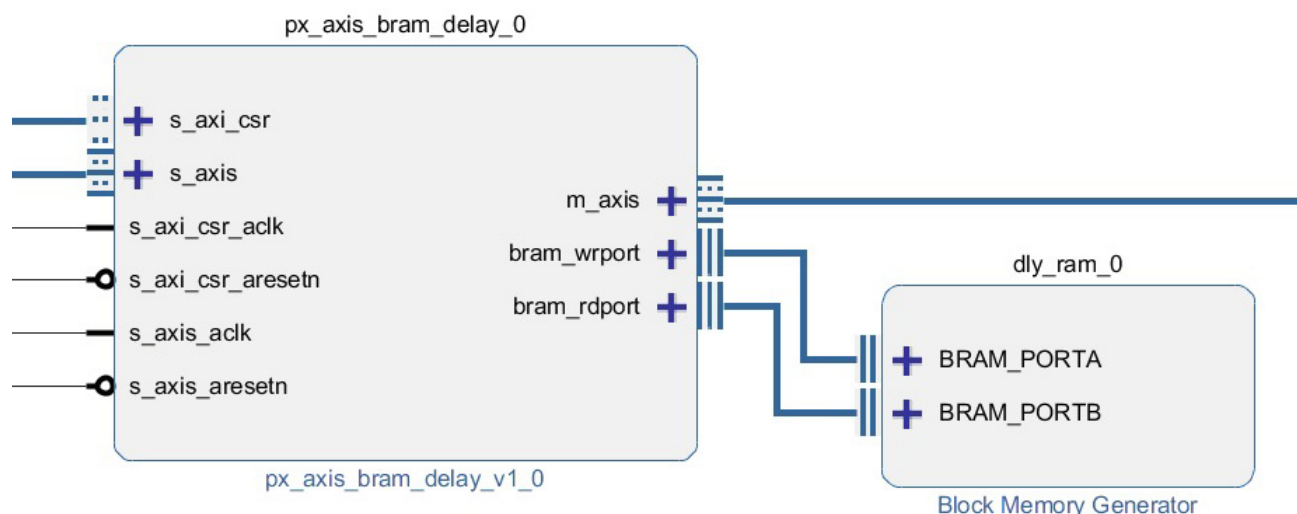 px_axis_bram_delay_0
s_axi_csr
s_axis
s_axi_csr_aclk
s_axi_csr_aresetn
s_axis_aclk
s_axis_aresetn
m_axis
bram_wrport
bram_rdport
px_axis_bram_delay_v1_0
dly_ram_0
BRAM_PORTA
BRAM_PORTB
Block Memory Generator